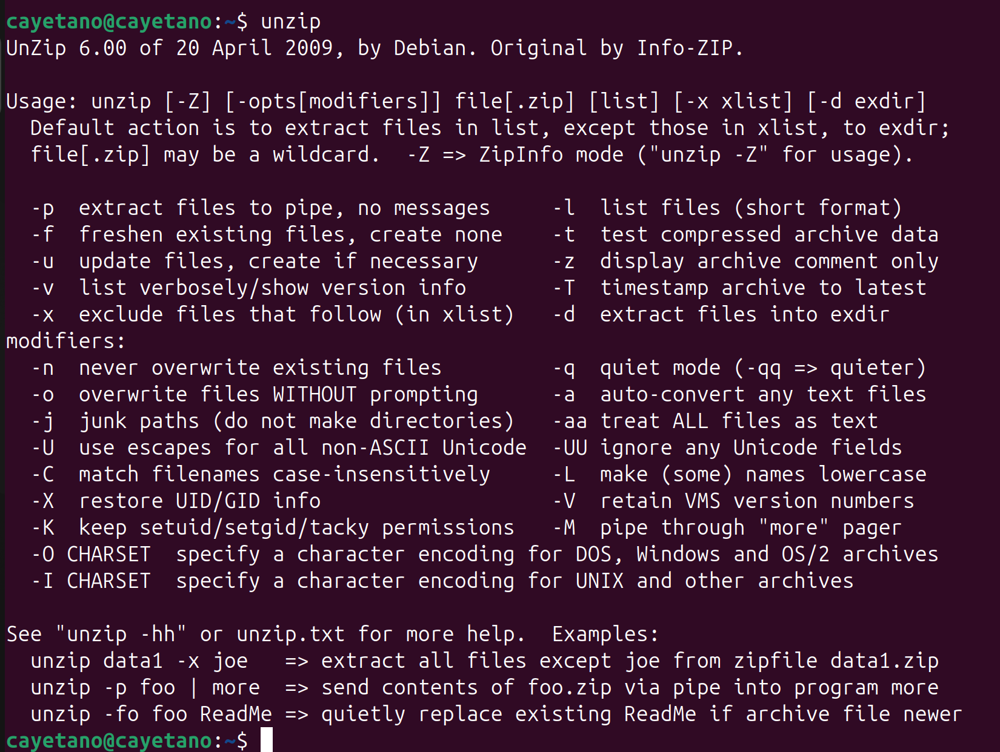 cayetano@cayetano:~$ unzip
UnZip 6.00 of 20 April 2009, by Debian. Original by Info-ZIP.

Usage: unzip [-Z] [-opts[modifiers]] file[.zip] [list] [-x xlist] [-d exdir]
  Default action is to extract files in list, except those in xlist, to exdir;
  file[.zip] may be a wildcard.  -Z => ZipInfo mode ("unzip -Z" for usage).

  -p  extract files to pipe, no messages     -l  list files (short format)
  -f  freshen existing files, create none    -t  test compressed archive data
  -u  update files, create if necessary      -z  display archive comment only
  -v  list verbosely/show version info       -T  timestamp archive to latest
  -x  exclude files that follow (in xlist)   -d  extract files into exdir
modifiers:
  -n  never overwrite existing files         -q  quiet mode (-qq => quieter)
  -o  overwrite files WITHOUT prompting      -a  auto-convert any text files
  -j  junk paths (do not make directories)   -aa treat ALL files as text
  -U  use escapes for all non-ASCII Unicode  -UU ignore any Unicode fields
  -C  match filenames case-insensitively     -L  make (some) names lowercase
  -X  restore UID/GID info                   -V  retain VMS version numbers
  -K  keep setuid/setgid/tacky permissions   -M  pipe through "more" pager
  -O CHARSET  specify a character encoding for DOS, Windows and OS/2 archives
  -I CHARSET  specify a character encoding for UNIX and other archives

See "unzip -hh" or unzip.txt for more help.  Examples:
  unzip data1 -x joe   => extract all files except joe from zipfile data1.zip
  unzip -p foo | more  => send contents of foo.zip via pipe into program more
  unzip -fo foo ReadMe => quietly replace existing ReadMe if archive file newer
cayetano@cayetano:~$